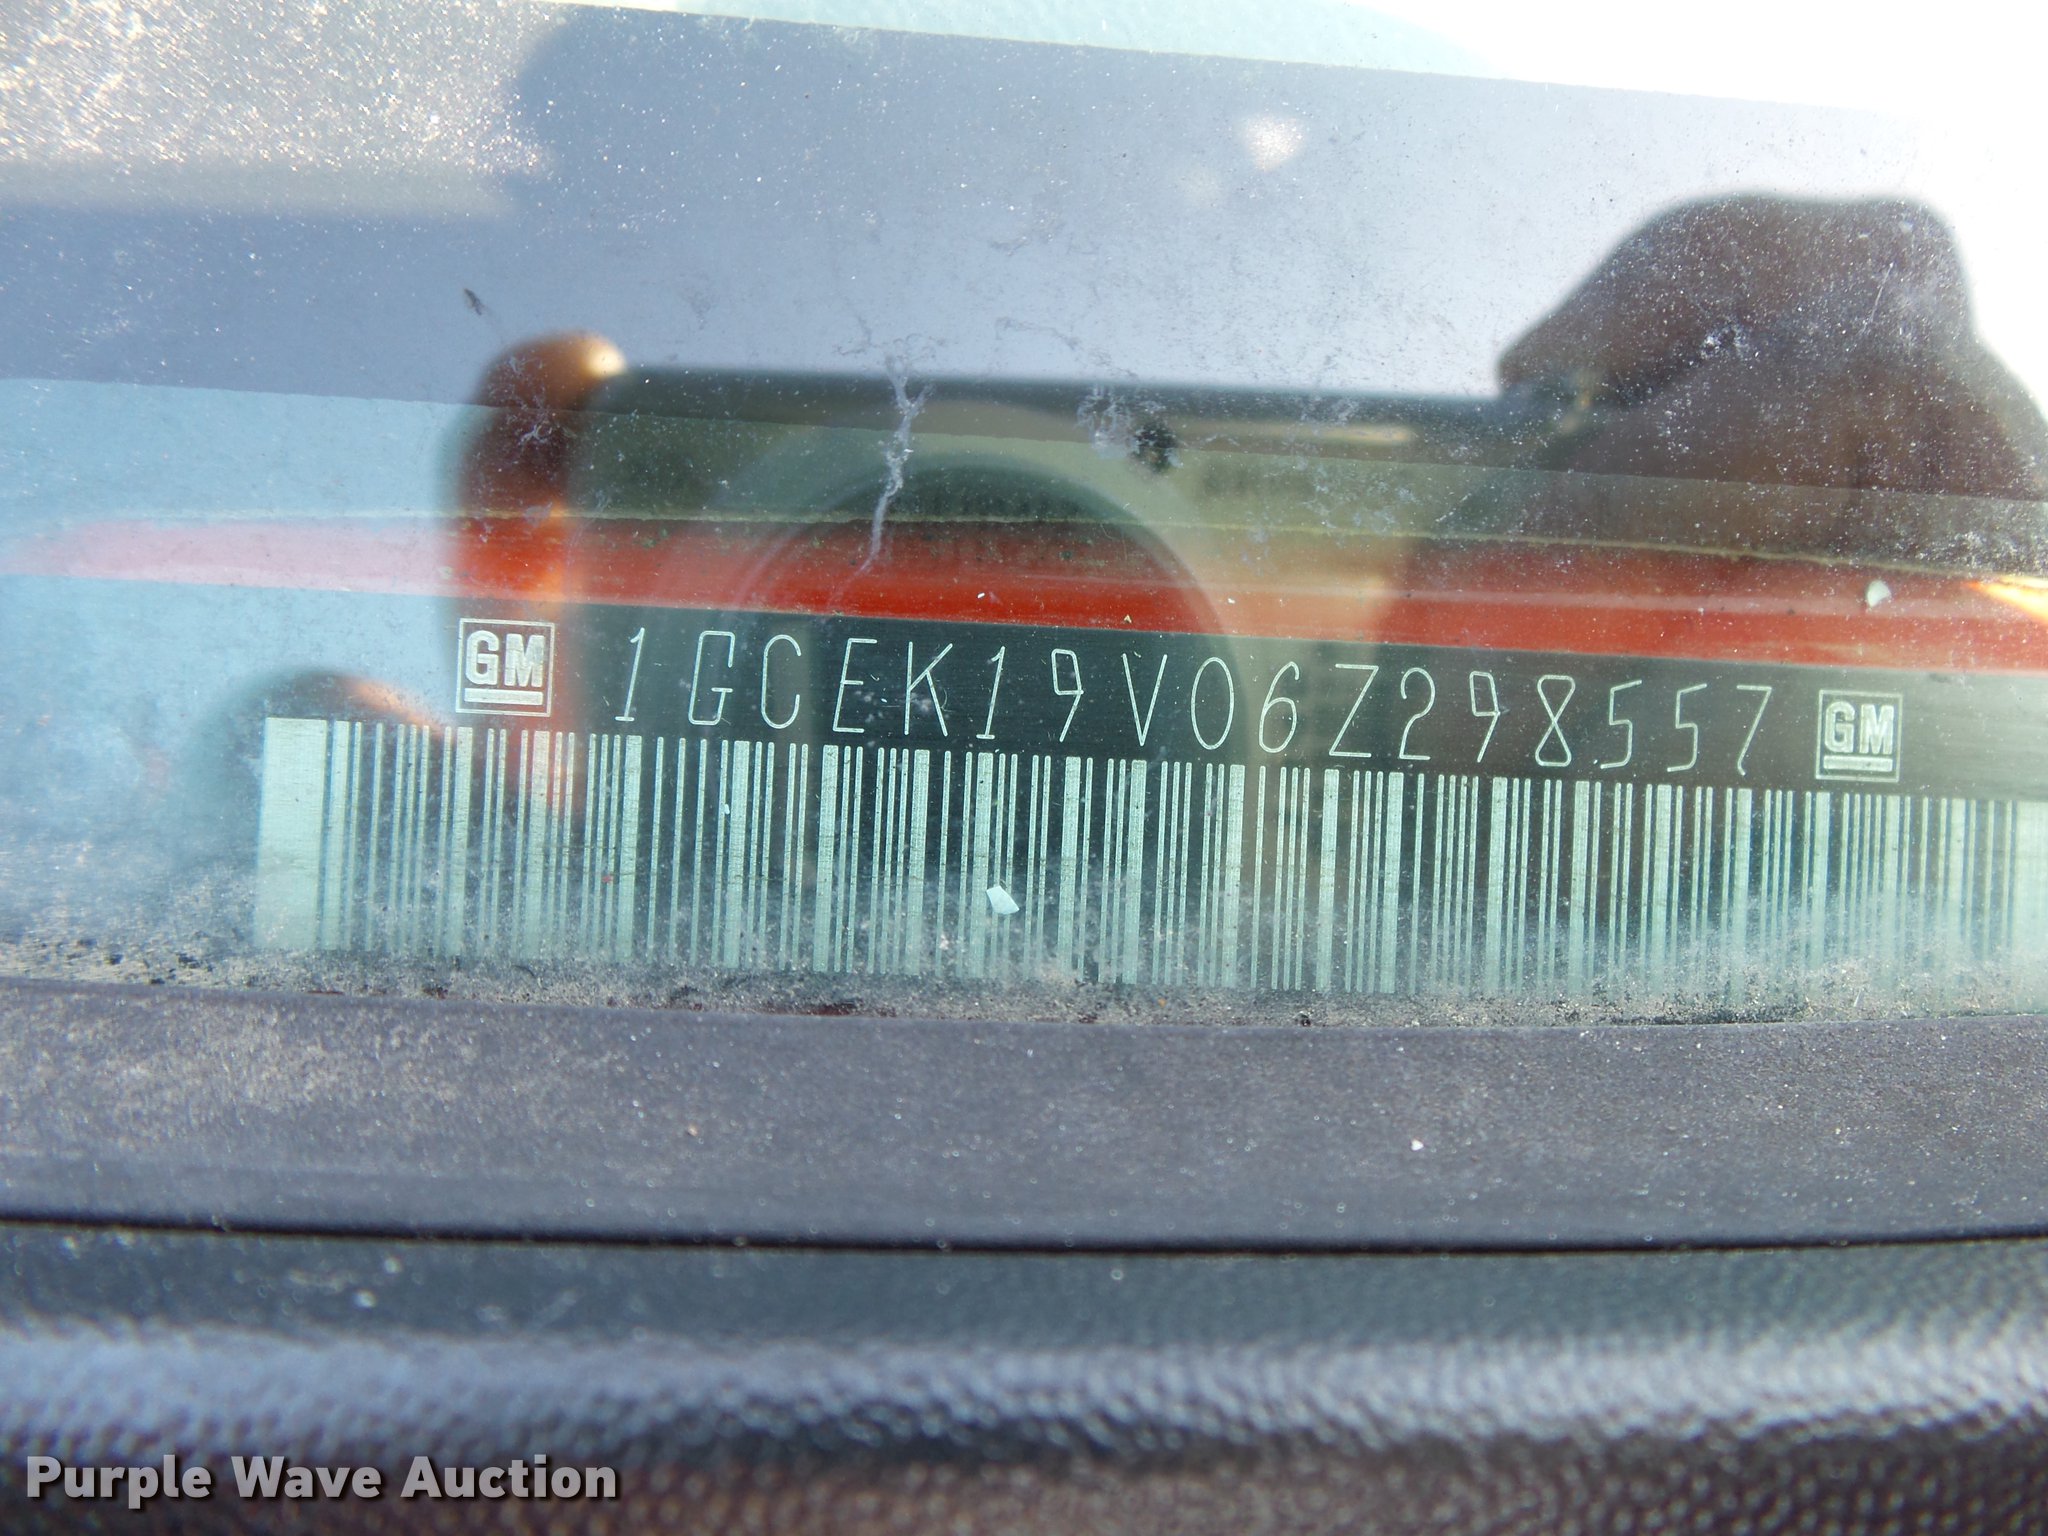 GM 1GCEK19V06Z298557 GM
Purple Wave Auction